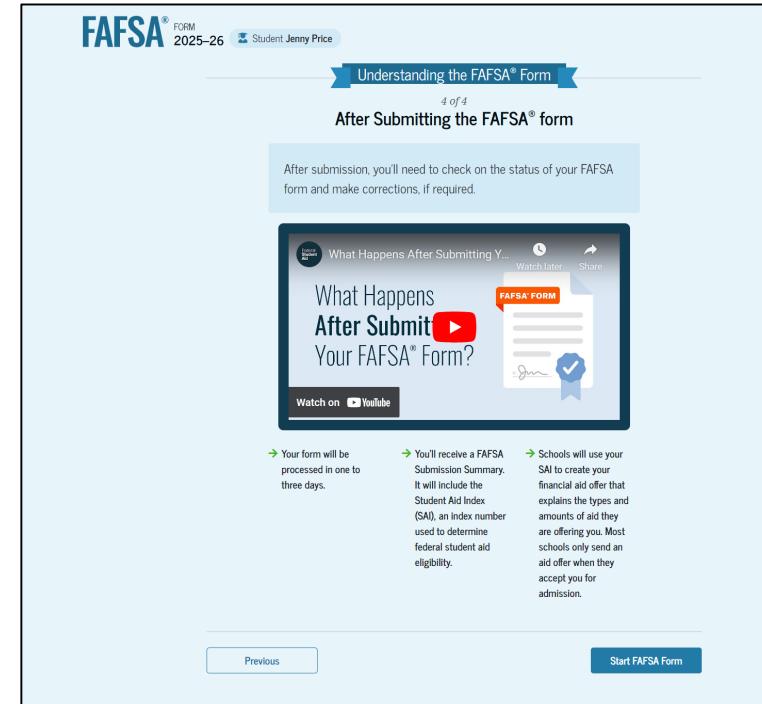 FAFSA® FORM 2025–26 Student Jenny Price
Understanding the FAFSA® Form
4 of 4
After Submitting the FAFSA® form
After submission, you'll need to check on the status of your FAFSA
form and make corrections, if required.
Federal Student Aid
What Happens After Submitting Y...
Watch later
Share
What Happens
After Submit
Your FAFSA® Form?
FAFSA® FORM
Watch on YouTube
→ Your form will be
processed in one to
three days.
→ You'll receive a FAFSA
Submission Summary.
It will include the
Student Aid Index
(SAI), an index number
used to determine
federal student aid
eligibility.
→ Schools will use your
SAI to create your
financial aid offer that
explains the types and
amounts of aid they
are offering you. Most
schools only send an
aid offer when they
accept you for
admission.
Previous
Start FAFSA Form